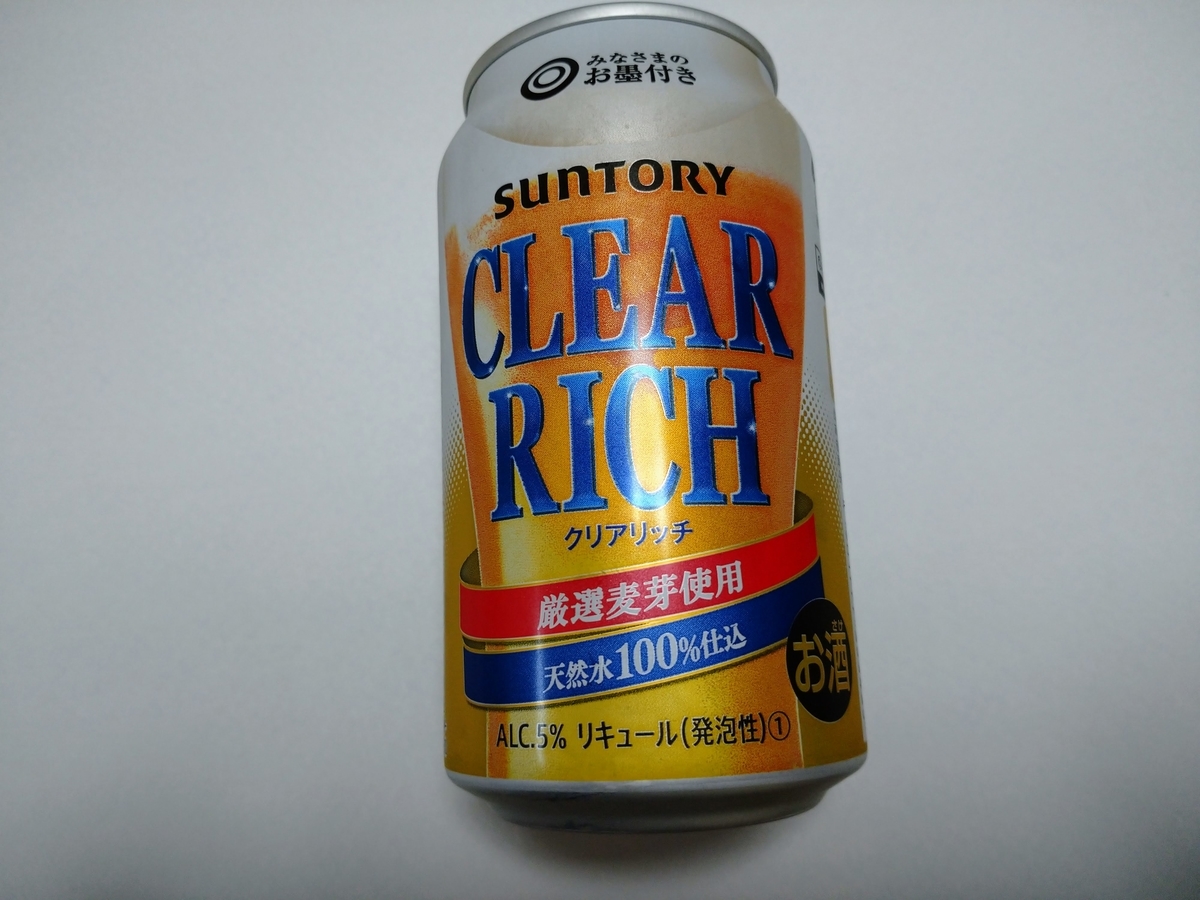 みなさまの
お墨付き
SUNTORY
CLEAR
RICH
クリアリッチ
厳選麦芽使用
天然水100%仕込
さけ
お酒
ALC.5% リキュール(発泡性)①